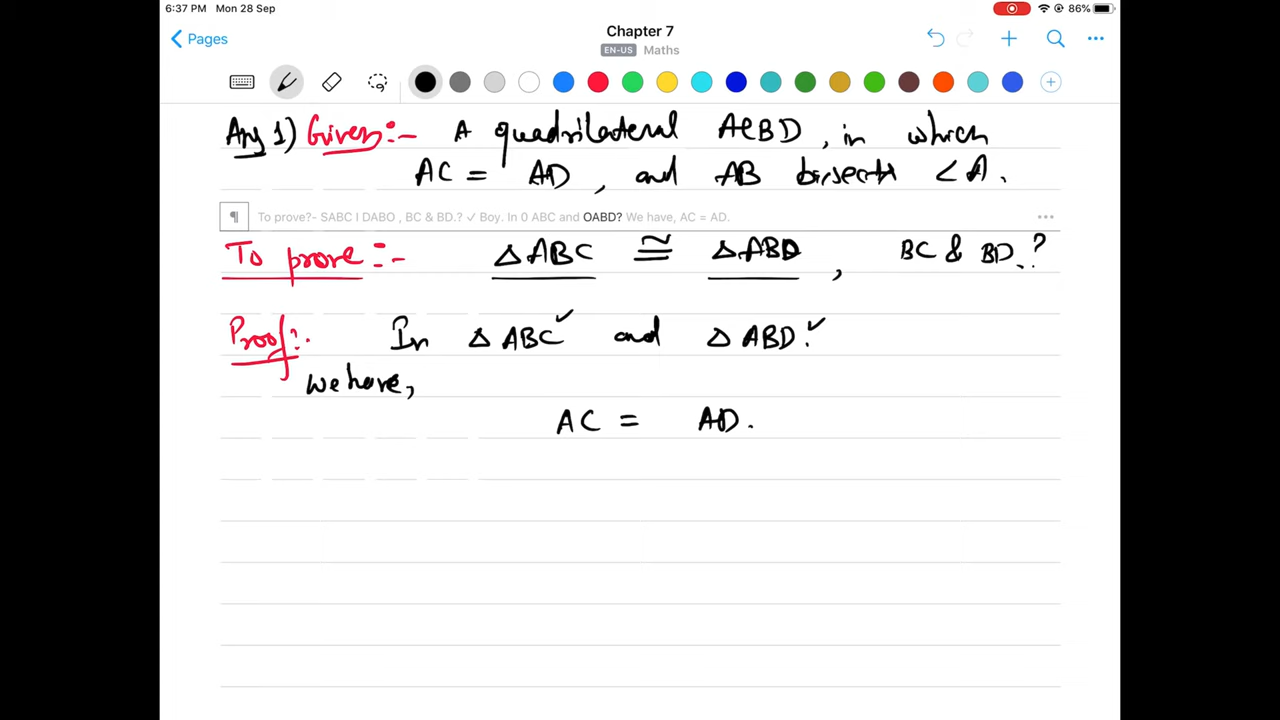 6:37 PM Mon 28 Sep
86%
Pages
Chapter 7
EN-US Maths
Ans 1) Given:- A quadrilateral ACBD, in which
AC = AD, and AB bisects <A.
To prove?- SABC I DABO , BC & BD.? ✓ Boy. In 0 ABC and OABD? We have, AC = AD.
To prove:- △ABC ≅ △ABD, BC & BD.?
Proof:. In △ABC✓ and △ABD.✓
we have,
AC = AD.